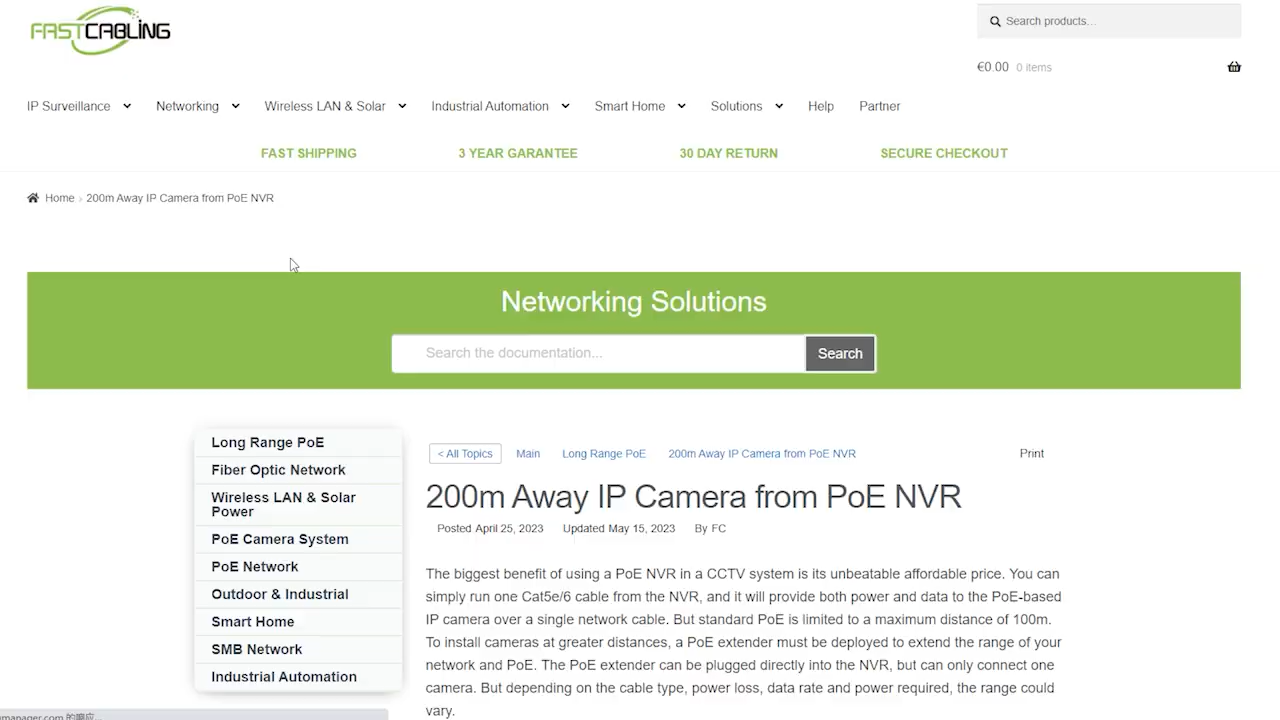 FASTCABLING
Search products…
€0.00 0 items
IP Surveillance Networking Wireless LAN & Solar Industrial Automation Smart Home Solutions Help Partner
FAST SHIPPING 3 YEAR GARANTEE 30 DAY RETURN SECURE CHECKOUT
Home › 200m Away IP Camera from PoE NVR
Networking Solutions
Search the documentation... Search
Long Range PoE
Fiber Optic Network
Wireless LAN & Solar
Power
PoE Camera System
PoE Network
Outdoor & Industrial
Smart Home
SMB Network
Industrial Automation
< All Topics Main Long Range PoE 200m Away IP Camera from PoE NVR Print
200m Away IP Camera from PoE NVR
Posted April 25, 2023 Updated May 15, 2023 By FC
The biggest benefit of using a PoE NVR in a CCTV system is its unbeatable affordable price. You can
simply run one Cat5e/6 cable from the NVR, and it will provide both power and data to the PoE-based
IP camera over a single network cable. But standard PoE is limited to a maximum distance of 100m.
To install cameras at greater distances, a PoE extender must be deployed to extend the range of your
network and PoE. The PoE extender can be plugged directly into the NVR, but can only connect one
camera. But depending on the cable type, power loss, data rate and power required, the range could
vary.